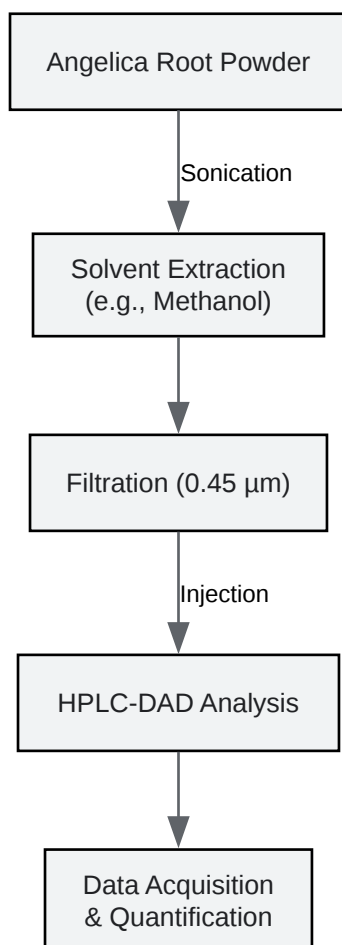 Angelica Root Powder
Sonication
Solvent Extraction
(e.g., Methanol)
Filtration (0.45 µm)
Injection
HPLC-DAD Analysis
Data Acquisition
& Quantification